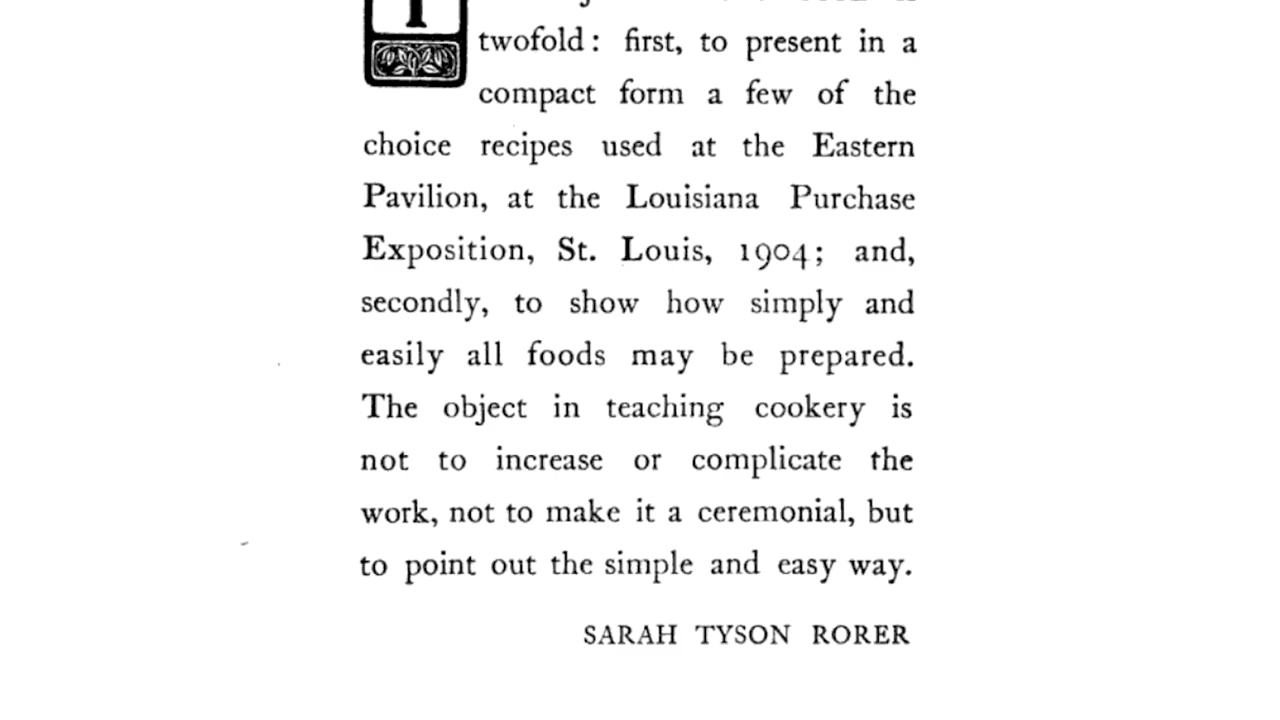 twofold: first, to present in a
compact form a few of the
choice recipes used at the Eastern
Pavilion, at the Louisiana Purchase
Exposition, St. Louis, 1904; and,
secondly, to show how simply and
easily all foods may be prepared.
The object in teaching cookery is
not to increase or complicate the
work, not to make it a ceremonial, but
to point out the simple and easy way.
SARAH TYSON RORER